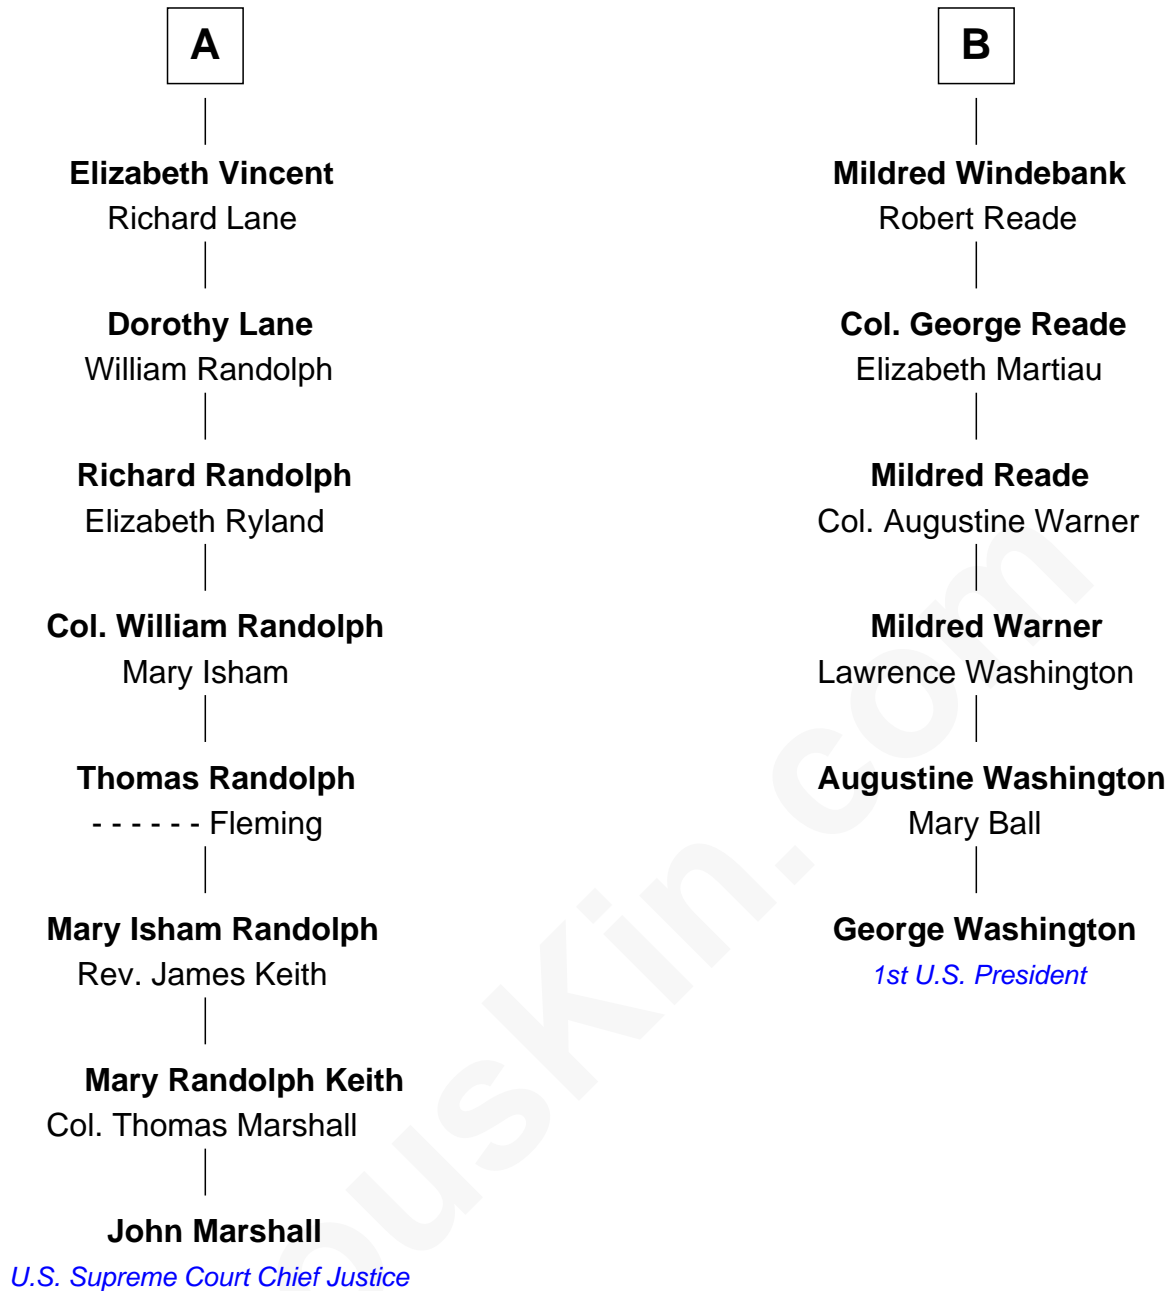 A
Elizabeth Vincent
Richard Lane
Dorothy Lane
William Randolph
Richard Randolph
Elizabeth Ryland
Col. William Randolph
Mary Isham
Thomas Randolph
- - - - - - Fleming
Mary Isham Randolph
Rev. James Keith
Mary Randolph Keith
Col. Thomas Marshall
John Marshall
U.S. Supreme Court Chief Justice
B
Mildred Windebank
Robert Reade
Col. George Reade
Elizabeth Martiau
Mildred Reade
Col. Augustine Warner
Mildred Warner
Lawrence Washington
Augustine Washington
Mary Ball
George Washington
1st U.S. President
ousKin.com